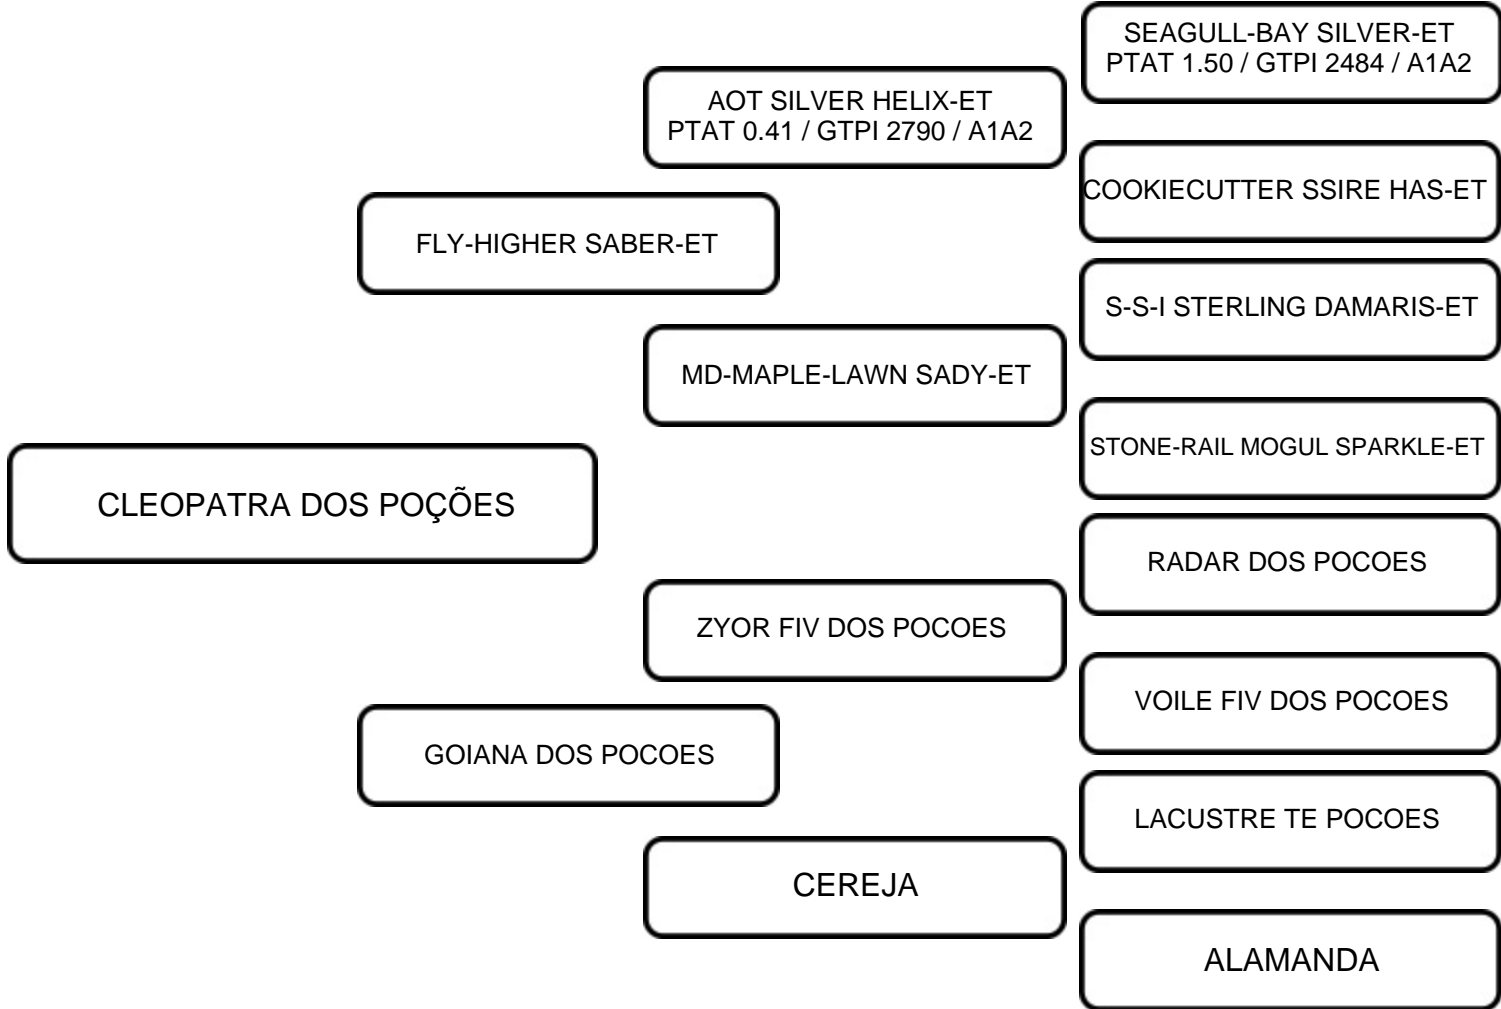 SEAGULL-BAY SILVER-ET
PTAT 1.50 / GTPI 2484 / A1A2
AOT SILVER HELIX-ET
PTAT 0.41 / GTPI 2790 / A1A2
COOKIECUTTER SSIRE HAS-ET
FLY-HIGHER SABER-ET
S-S-I STERLING DAMARIS-ET
MD-MAPLE-LAWN SADY-ET
STONE-RAIL MOGUL SPARKLE-ET
CLEOPATRA DOS POÇÕES
RADAR DOS POCOES
ZYOR FIV DOS POCOES
VOILE FIV DOS POCOES
GOIANA DOS POCOES
LACUSTRE TE POCOES
CEREJA
ALAMANDA